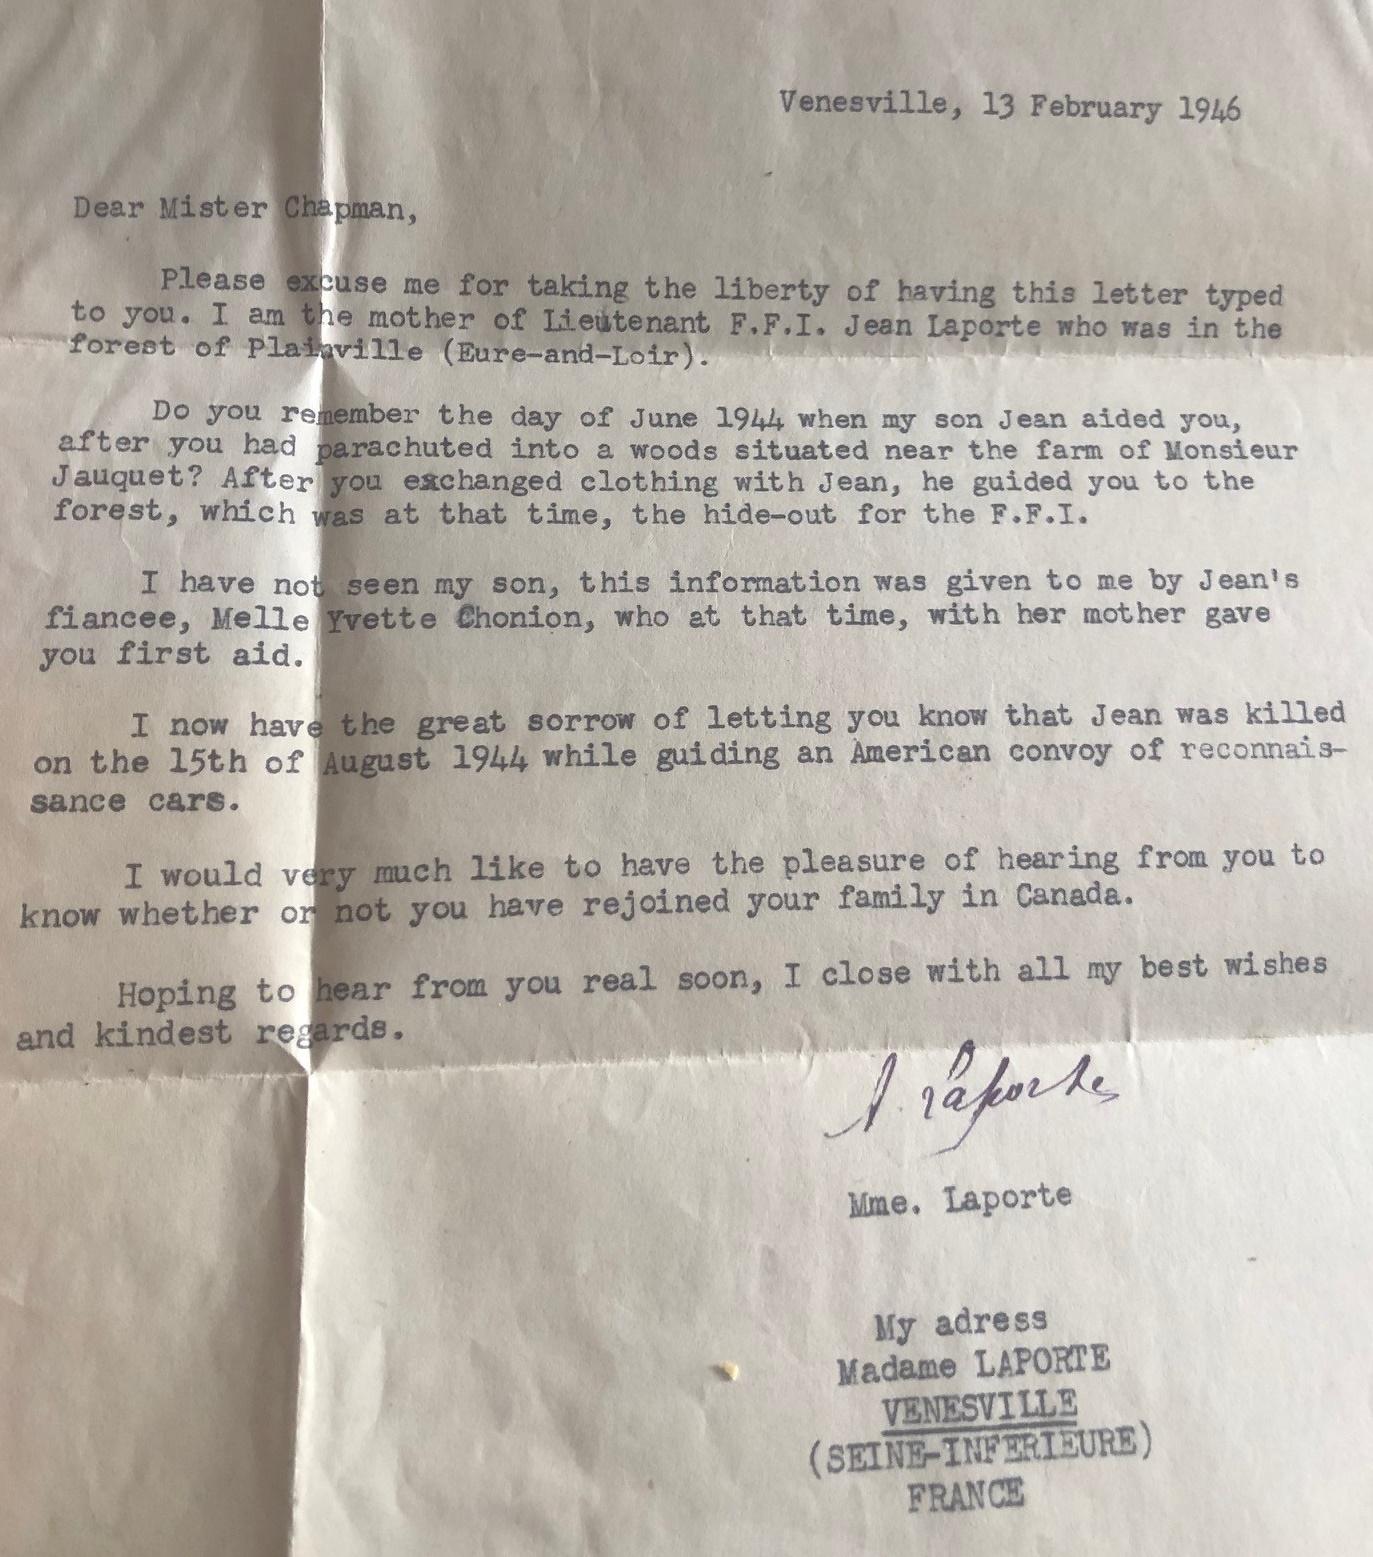 Venesville, 13 February 1946
Dear Mister Chapman,
Please excuse me for taking the liberty of having this letter typed
to you. I am the mother of Lieutenant F.F.I. Jean Laporte who was in the
forest of Plainville (Eure-and-Loir).
Do you remember the day of June 1944 when my son Jean aided you,
after you had parachuted into a woods situated near the farm of Monsieur
Jauquet? After you exchanged clothing with Jean, he guided you to the
forest, which was at that time, the hide-out for the F.F.I.
I have not seen my son, this information was given to me by Jean's
fiancee, Melle Yvette Chonion, who at that time, with her mother gave
you first aid.
I now have the great sorrow of letting you know that Jean was killed
on the 15th of August 1944 while guiding an American convoy of reconnais-
sance cars.
I would very much like to have the pleasure of hearing from you to
know whether or not you have rejoined your family in Canada.
Hoping to hear from you real soon, I close with all my best wishes
and kindest regards.
Laporte
Mme. Laporte
My adress
Madame LAPORTE
VENESVILLE
(SEINE-INFERIEURE)
FRANCE